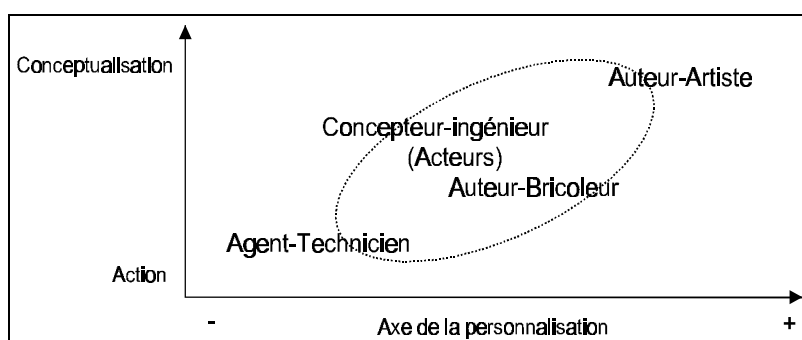 Conceptualisation
Auteur-Artiste
Concepteur-ingénieur
(Acteurs)
Auteur-Bricoleur
Agent-Technicien
Action
- Axe de la personnalisation +